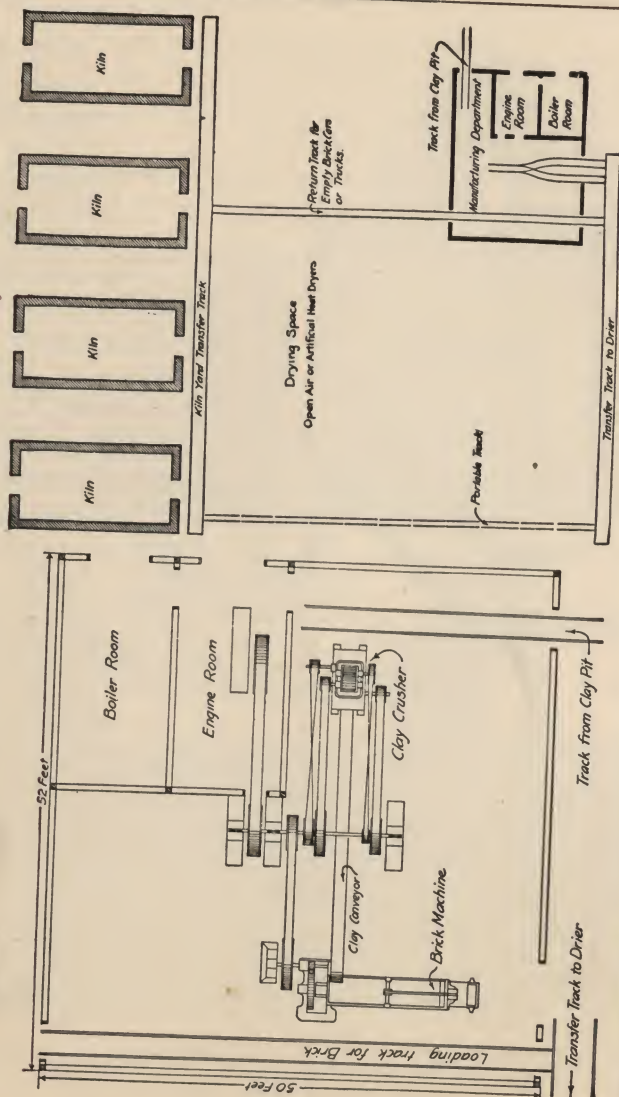 Kiln
Kiln
Kiln
Kiln
Kiln Yard Transfer Track
Return Track for
Empty Brick Cars
or Trucks.
Drying Space
Open Air or Artificial Heat Dryers
Portable Track
Track from Clay Pit
Manufacturing Department
Engine
Room
Boiler
Room
Transfer Track to Drier
52 Feet
Boiler Room
Engine Room
Clay Crusher
Clay Conveyor
Brick Machine
Track from Clay Pit
Loading track for Brick
50 Feet
Transfer Track to Drier